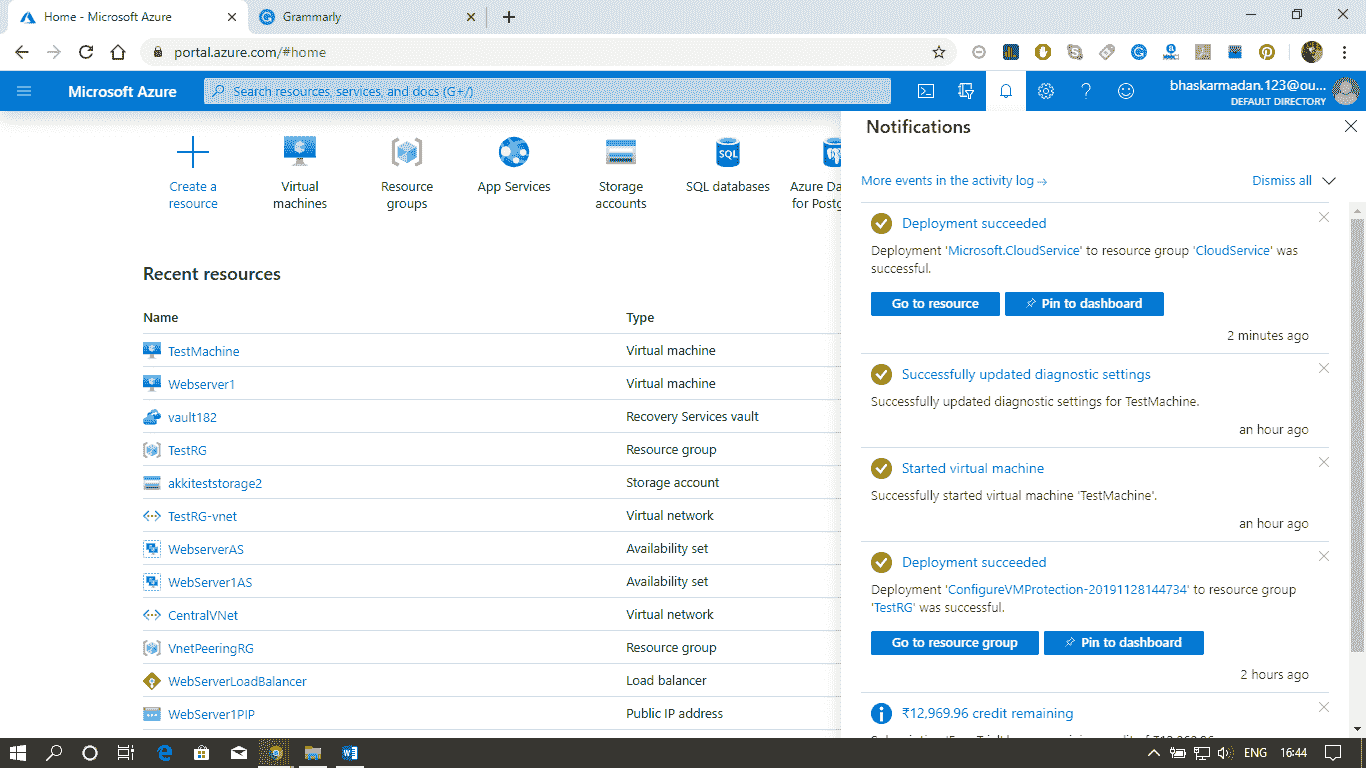 Home - Microsoft Azure
Grammarly
portal.azure.com/#home
Microsoft Azure
Search resources, services, and docs (G+/)
bhaskarmadan.123@ou...
DEFAULT DIRECTORY
Create a
resource
Virtual
machines
Resource
groups
App Services
Storage
accounts
SQL
SQL databases
Azure Da
for Postg
Recent resources
Name Type
TestMachine Virtual machine
Webserver1 Virtual machine
vault182 Recovery Services vault
TestRG Resource group
akkiteststorage2 Storage account
TestRG-vnet Virtual network
WebserverAS Availability set
WebServer1AS Availability set
CentralVNet Virtual network
VnetPeeringRG Resource group
WebServerLoadBalancer Load balancer
WebServer1PIP Public IP address
Notifications
More events in the activity log →
Dismiss all
Deployment succeeded
Deployment 'Microsoft.CloudService' to resource group 'CloudService' was
successful.
Go to resource
Pin to dashboard
2 minutes ago
Successfully updated diagnostic settings
Successfully updated diagnostic settings for TestMachine.
an hour ago
Started virtual machine
Successfully started virtual machine 'TestMachine'.
an hour ago
Deployment succeeded
Deployment 'ConfigureVMProtection-20191128144734' to resource group
'TestRG' was successful.
Go to resource group
Pin to dashboard
2 hours ago
₹12,969.96 credit remaining
ENG
16:44